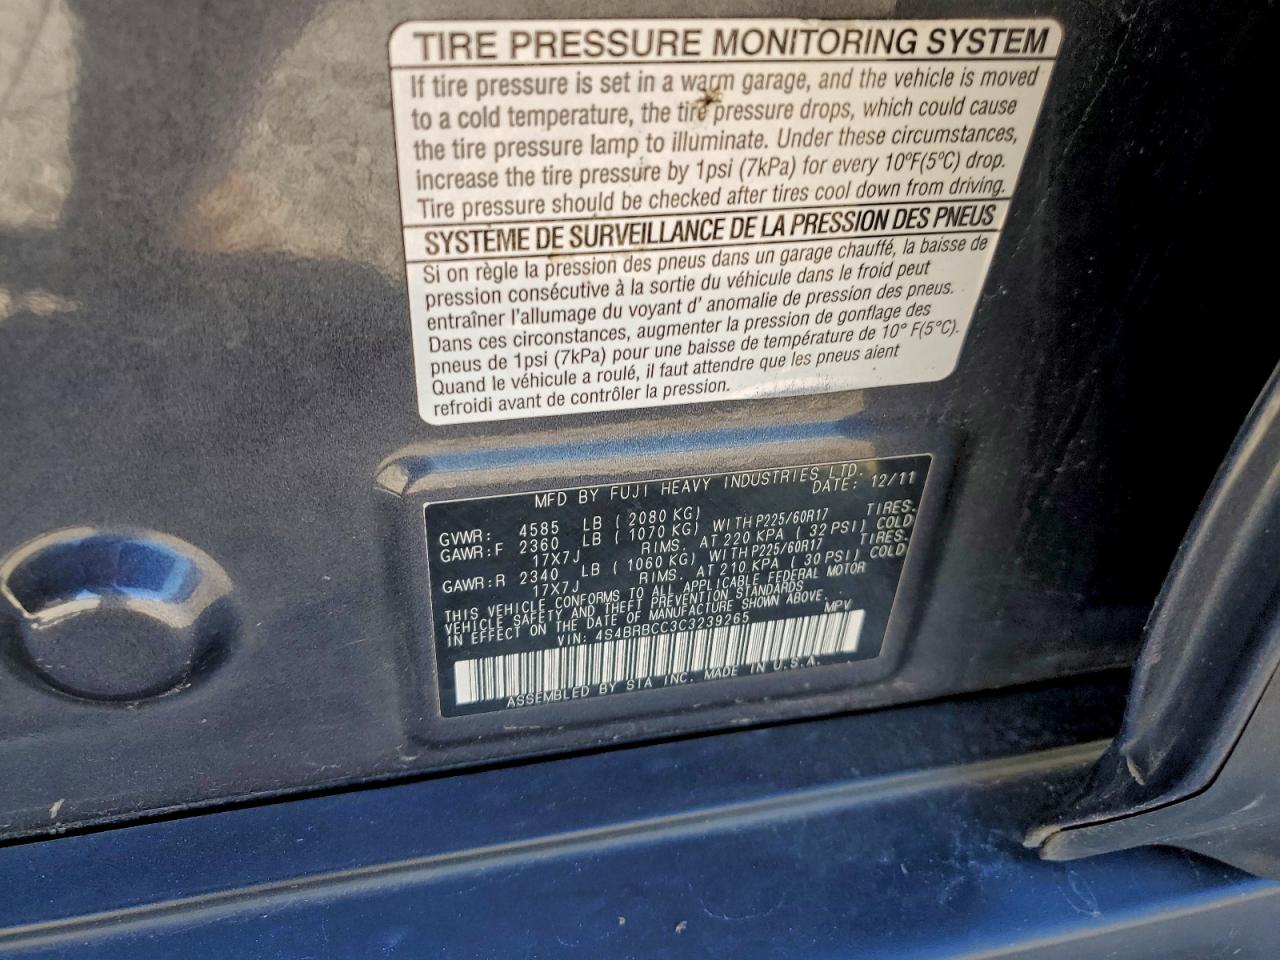 TIRE PRESSURE MONITORING SYSTEM
If tire pressure is set in a warm garage, and the vehicle is moved
to a cold temperature, the tire pressure drops, which could cause
the tire pressure lamp to illuminate. Under these circumstances,
increase the tire pressure by 1psi (7kPa) for every 10°F(5°C) drop.
Tire pressure should be checked after tires cool down from driving.
SYSTÈME DE SURVEILLANCE DE LA PRESSION DES PNEUS
Si on règle la pression des pneus dans un garage chauffé, la baisse de
pression consécutive à la sortie du véhicule dans le froid peut
entraîner l'allumage du voyant d' anomalie de pression des pneus.
Dans ces circonstances, augmenter la pression de gonflage des
pneus de 1psi (7kPa) pour une baisse de température de 10° F(5°C).
Quand le véhicule a roulé, il faut attendre que les pneus aient
refroidi avant de contrôler la pression.
MFD BY FUJI HEAVY INDUSTRIES LTD.
DATE: 12/11
GVWR: 4585 LB ( 2080 KG)
GAWR:F 2360 LB ( 1070 KG) WITH P225/60R17 TIRES.
17X7J RIMS. AT 220 KPA ( 32 PSI) COLD
GAWR:R 2340 LB ( 1060 KG) WITH P225/60R17 TIRES.
17X7J RIMS. AT 210 KPA ( 30 PSI) COLD
THIS VEHICLE CONFORMS TO ALL APPLICABLE FEDERAL MOTOR
VEHICLE SAFETY AND THEFT PREVENTION STANDARDS
IN EFFECT ON THE DATE OF MANUFACTURE SHOWN ABOVE.
VIN: 4S4BRBCC3C3239265 MPV
ASSEMBLED BY SIA INC. MADE IN U.S.A.